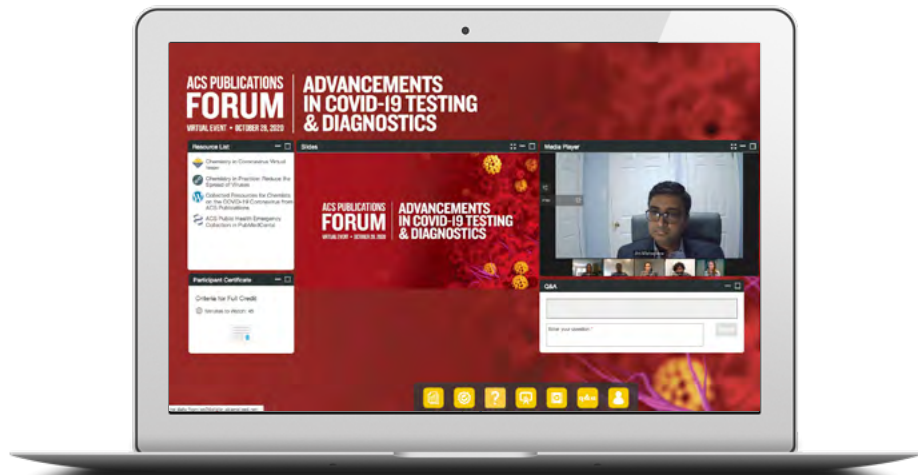 ACS PUBLICATIONS
FORUM
VIRTUAL EVENT • OCTOBER 28, 2020
ADVANCEMENTS
IN COVID-19 TESTING
& DIAGNOSTICS
Resource List
Chemistry in Coronavirus Virtual
Issue
Chemistry in Practice: Reduce the
Spread of Viruses
Collected Resources for Chemists
on the COVID-19 Coronavirus from
ACS Publications
ACS Public Health Emergency
Collection in PubMedCentral
Slides
ACS PUBLICATIONS
FORUM
VIRTUAL EVENT • OCTOBER 28, 2020
ADVANCEMENTS
IN COVID-19 TESTING
& DIAGNOSTICS
Media Player
Participant Certificate
Criteria for Full Credit
Q&A
Enter your question
?
Q&A